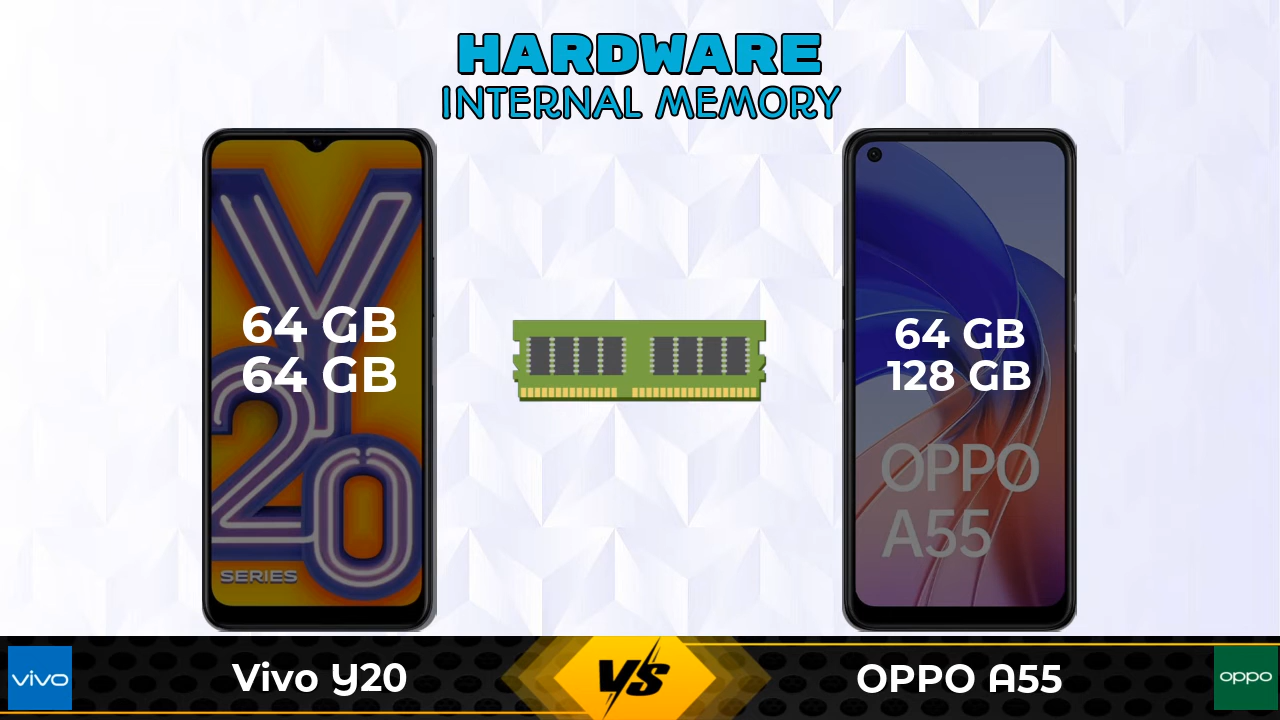 HARDWARE
INTERNAL MEMORY
Y
20
SERIES
64 GB
64 GB
64 GB
128 GB
OPPO
A55
vivo
Vivo Y20
VS
OPPO A55
oppo